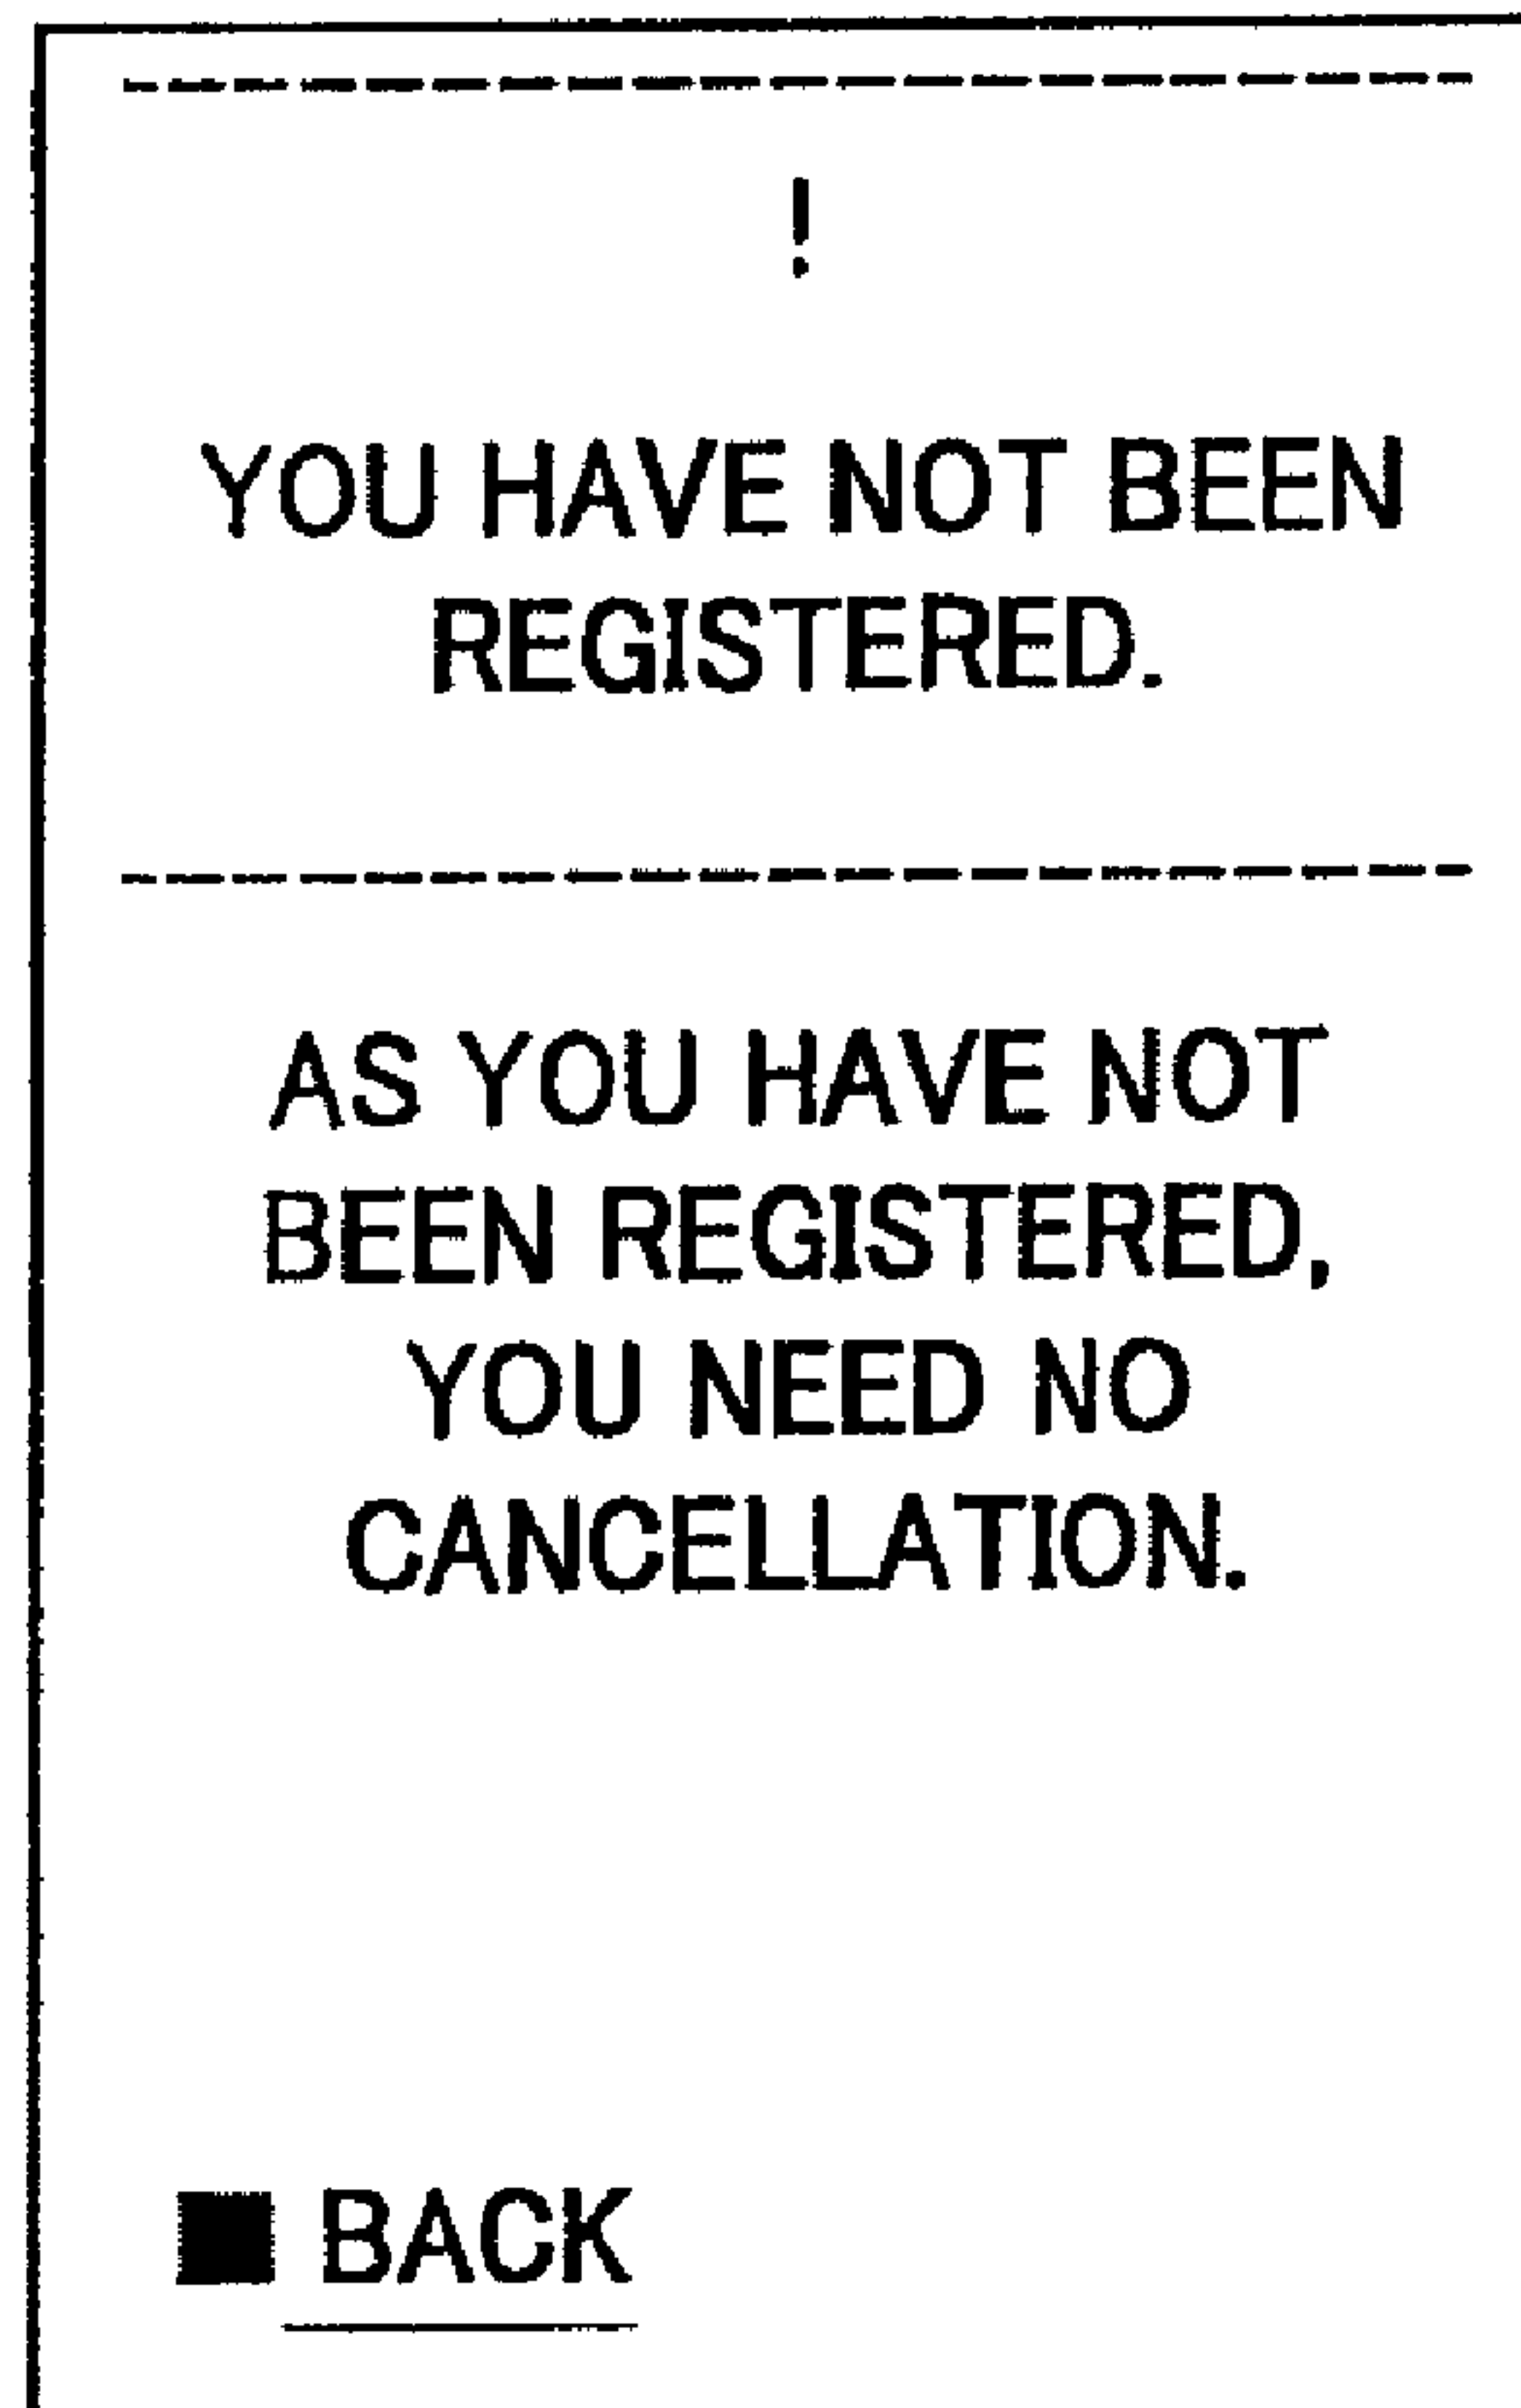 !
YOU HAVE NOT BEEN
REGISTERED.
AS YOU HAVE NOT
BEEN REGISTERED,
YOU NEED NO
CANCELLATION.
BACK